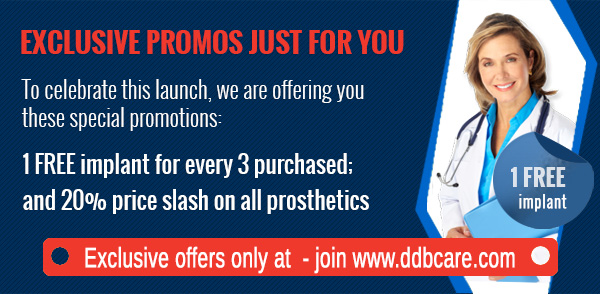 EXCLUSIVE PROMOS JUST FOR YOU
To celebrate this launch, we are offering you
these special promotions:
1 FREE implant for every 3 purchased;
and 20% price slash on all prosthetics
1 FREE
implant
Exclusive offers only at - join www.ddbcare.com